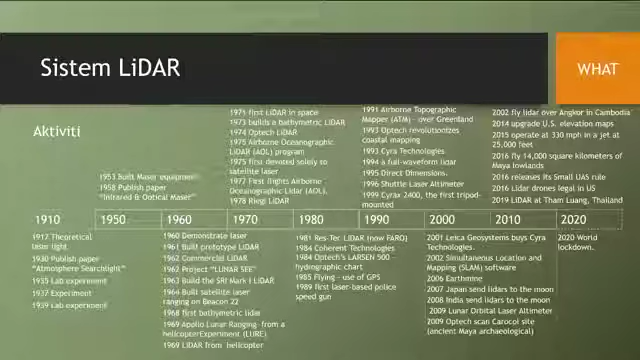 Sistem LiDAR
WHAT
Aktiviti
1953 Built Maser equipment
1958 Publish paper
"Infrared & Optical Maser"
1971 first LiDAR in space
1973 builds a bathymetric LiDAR
1974 Optech LiDAR
1975 Airborne Oceanographic
LiDAR (AOL) program
1975 first devoted solely to
satellite laser
1977 First flights Airborne
Oceanographic Lidar (AOL),
1978 Riegl LiDAR
1991 Airborne Topographic
Mapper (ATM) - over Greenland
1993 Optech revolutionizes
coastal mapping
1993 Cyra Technologies
1994 a full-waveform lidar
1995 Direct Dimensions.
1996 Shuttle Laser Altimeter
1999 Cyrax 2400, the first tripod-
mounted
2002 fly lidar over Angkor in Cambodia
2014 upgrade U.S. elevation maps
2015 operate at 330 mph in a jet at
25,000 feet
2016 fly 14,000 square kilometers of
Maya lowlands
2016 releases its Small UAS rule
2016 Lidar drones legal in US
2019 LiDAR at Tham Luang, Thailand
1910 1950 1960 1970 1980 1990 2000 2010 2020
1917 Theoretical
laser light
1930 Publish paper
"Atmosphere Searchlight"
1935 Lab experiment
1937 Experiment
1939 Lab experiment
1960 Demonstrate laser
1961 Built prototype LiDAR
1962 Commercial LiDAR
1962 Project "LUNAR SEE"
1963 Build the SRI Mark I LiDAR
1964 Built satellite laser
ranging on Beacon 22
1968 first bathymetric lidar
1969 Apollo Lunar Ranging from a
helicopterExperiment (LURE)
1969 LiDAR from helicopter
1981 Res-Tec LiDAR (now FARO)
1984 Coherent Technologies
1984 Optech's LARSEN 500
hydrographic chart
1985 Flying - use of GPS
1989 first laser-based police
speed gun
2001 Leica Geosystems buys Cyra
Technologies.
2002 Simultaneous Location and
Mapping (SLAM) software
2006 Earthmine
2007 Japan send lidars to the moon
2008 India send lidars to the moon
2009 Lunar Orbital Laser Altimeter
2009 Optech scan Carocol site
(ancient Maya archaeological)
2020 World
lockdown.